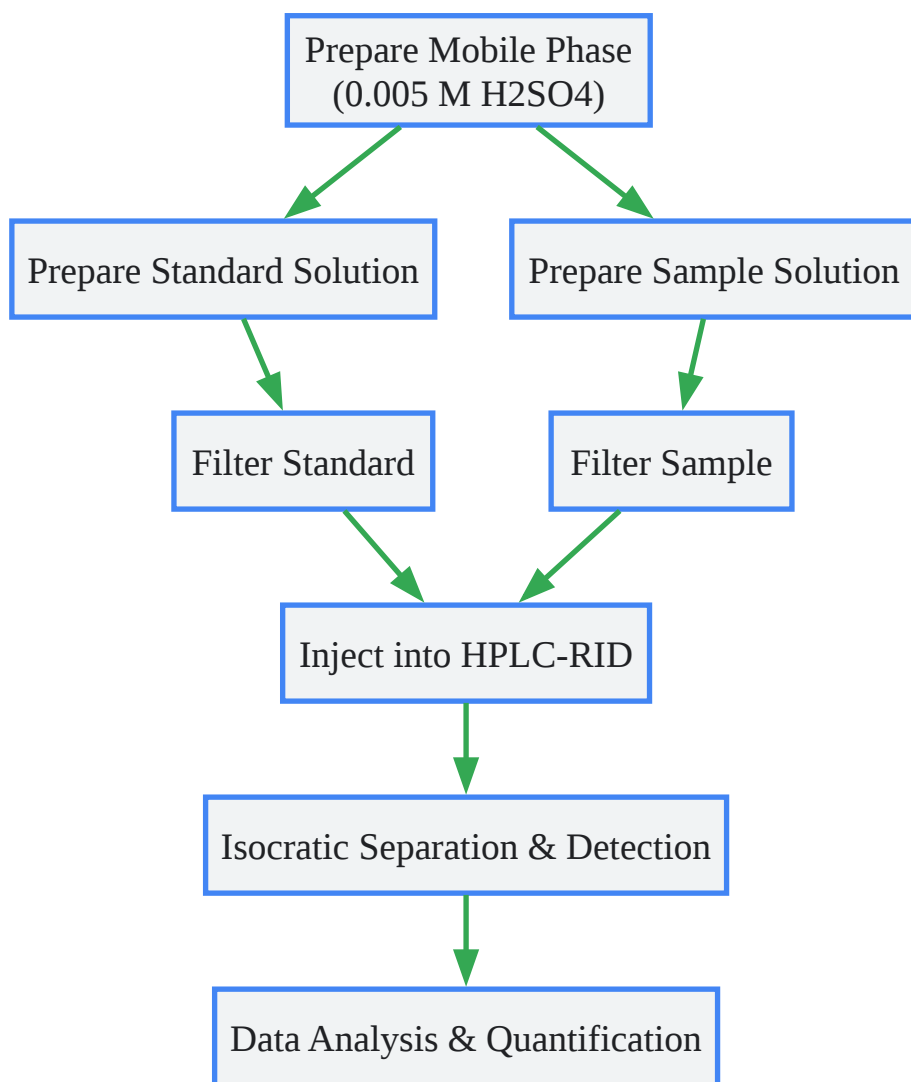 Prepare Mobile Phase
(0.005 M H2SO4)
Prepare Standard Solution
Prepare Sample Solution
Filter Standard
Filter Sample
Inject into HPLC-RID
Isocratic Separation & Detection
Data Analysis & Quantification